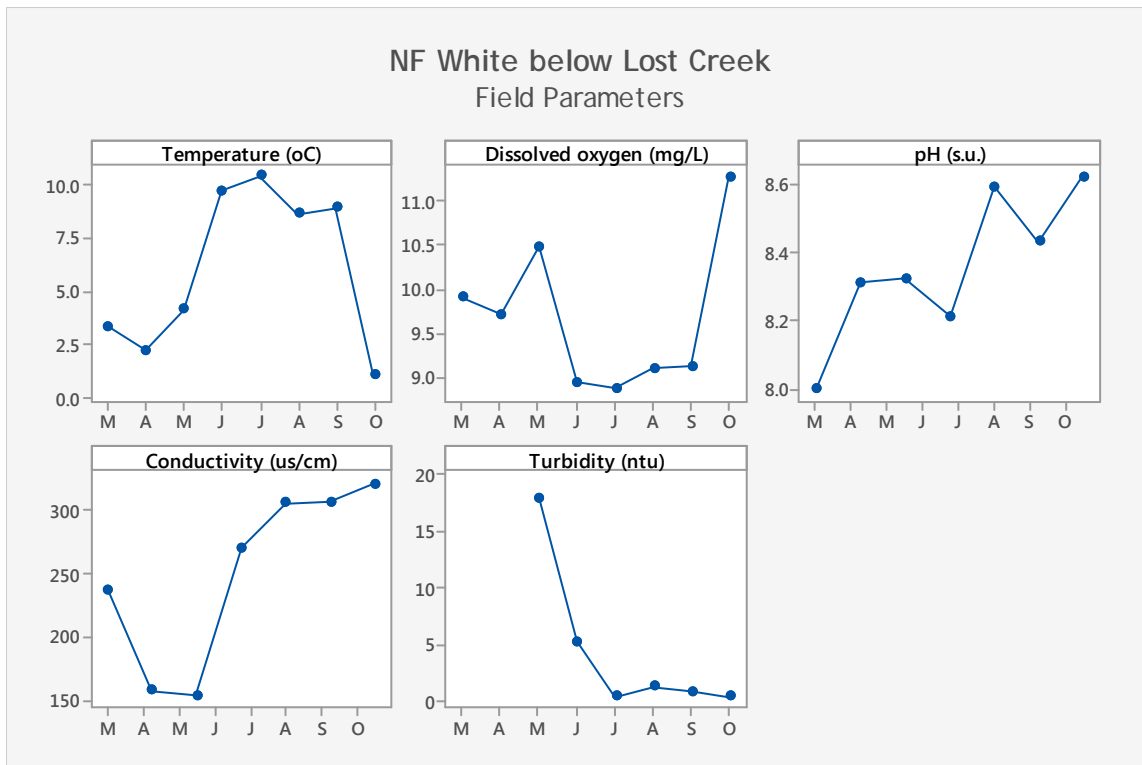 NF White below Lost Creek
Field Parameters
Temperature (oC)
10.0
7.5
5.0
2.5
0.0
M A M J J A S O
Dissolved oxygen (mg/L)
11.0
10.5
10.0
9.5
9.0
M A M J J A S O
pH (s.u.)
8.6
8.4
8.2
8.0
M A M J J A S O
Conductivity (us/cm)
300
250
200
150
M A M J J A S O
Turbidity (ntu)
20
15
10
5
0
M A M J J A S O